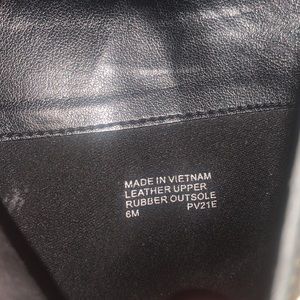 MADE IN VIETNAM
LEATHER UPPER
RUBBER OUTSOLE
6M PV21E